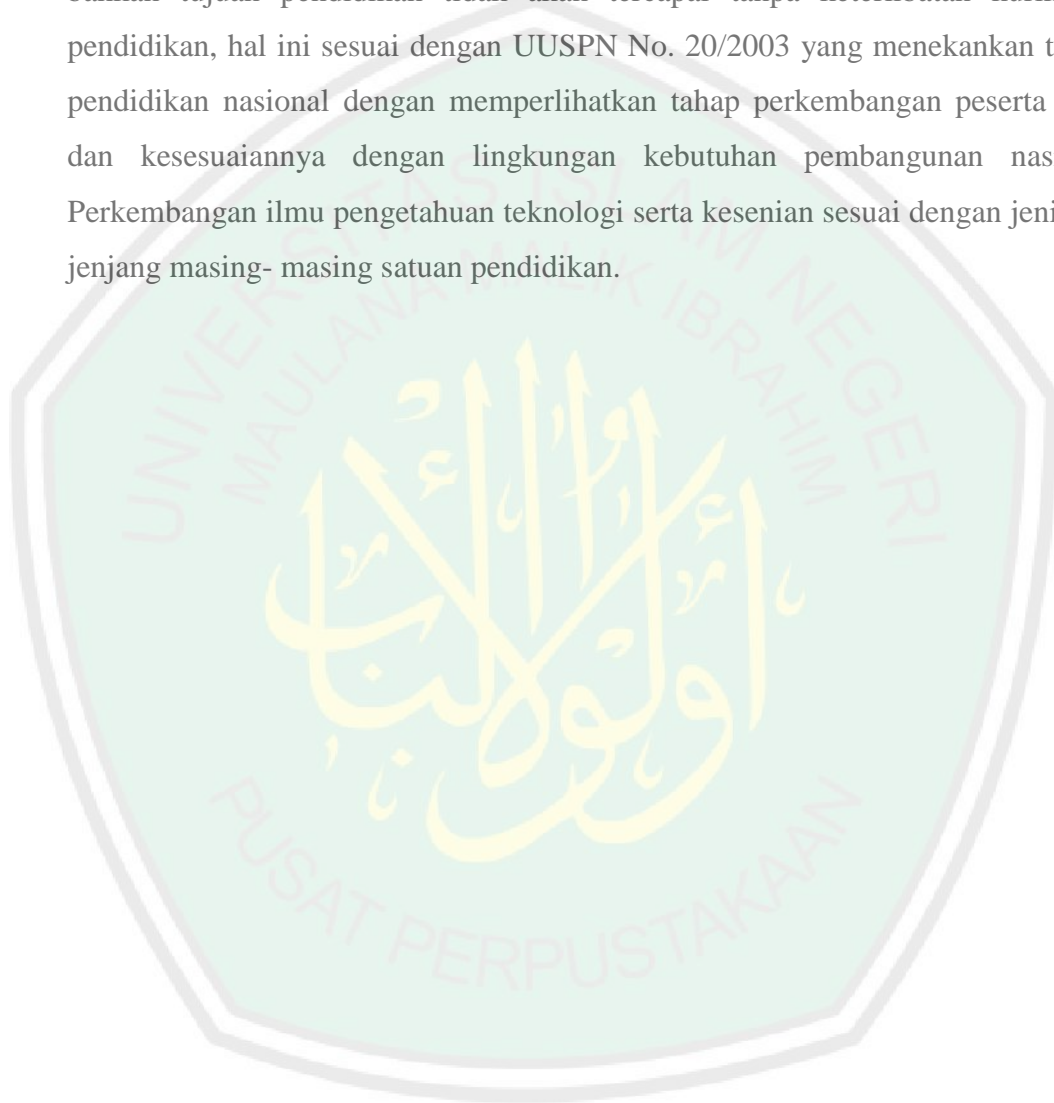 pendidikan, hal ini sesuai dengan UUSPN No. 20/2003 yang menekankan
pendidikan nasional dengan memperlihatkan tahap perkembangan peserta
dan kesesuaiannya dengan lingkungan kebutuhan pembangunan
Perkembangan ilmu pengetahuan teknologi serta kesenian sesuai dengan
jenjang masing- masing satuan pendidikan.
UNIVERSITAS ISLAM NEGERI
MAULANA MALIK IBRAHIM
أولوا الألباب
PUSAT PERPUSTAKAAN